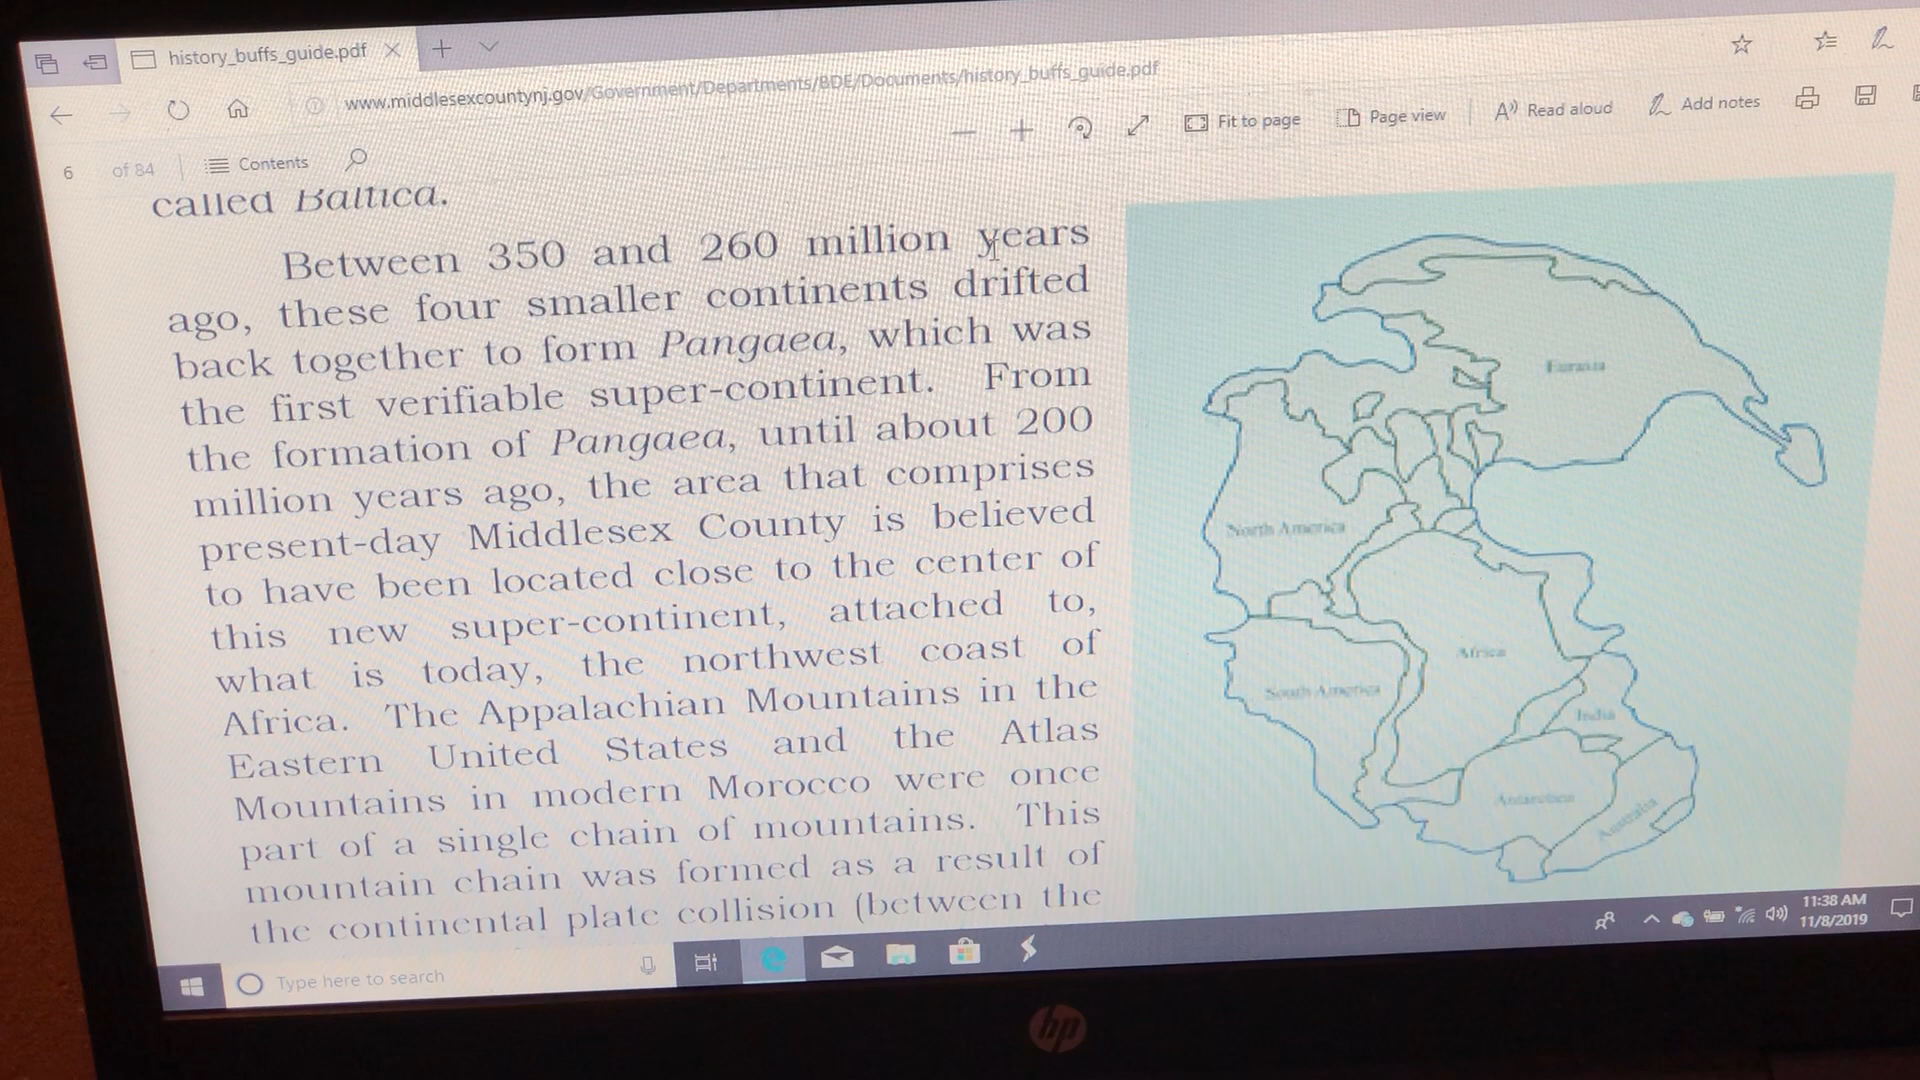 history_buffs_guide.pdf
www.middlesexcountynj.gov/Government/Departments/BDE/Documents/history_buffs_guide.pdf
6 of 84 Contents
Fit to page Page view Read aloud Add notes
called Baltica.
Between 350 and 260 million years
ago, these four smaller continents drifted
back together to form Pangaea, which was
the first verifiable super-continent. From
the formation of Pangaea, until about 200
million years ago, the area that comprises
present-day Middlesex County is believed
to have been located close to the center of
this new super-continent, attached to,
what is today, the northwest coast of
Africa. The Appalachian Mountains in the
Eastern United States and the Atlas
Mountains in modern Morocco were once
part of a single chain of mountains. This
mountain chain was formed as a result of
the continental plate collision (between the
Eurasia
North America
Africa
South America
India
Antarctica
Australia
Type here to search
11:38 AM
11/8/2019
hp